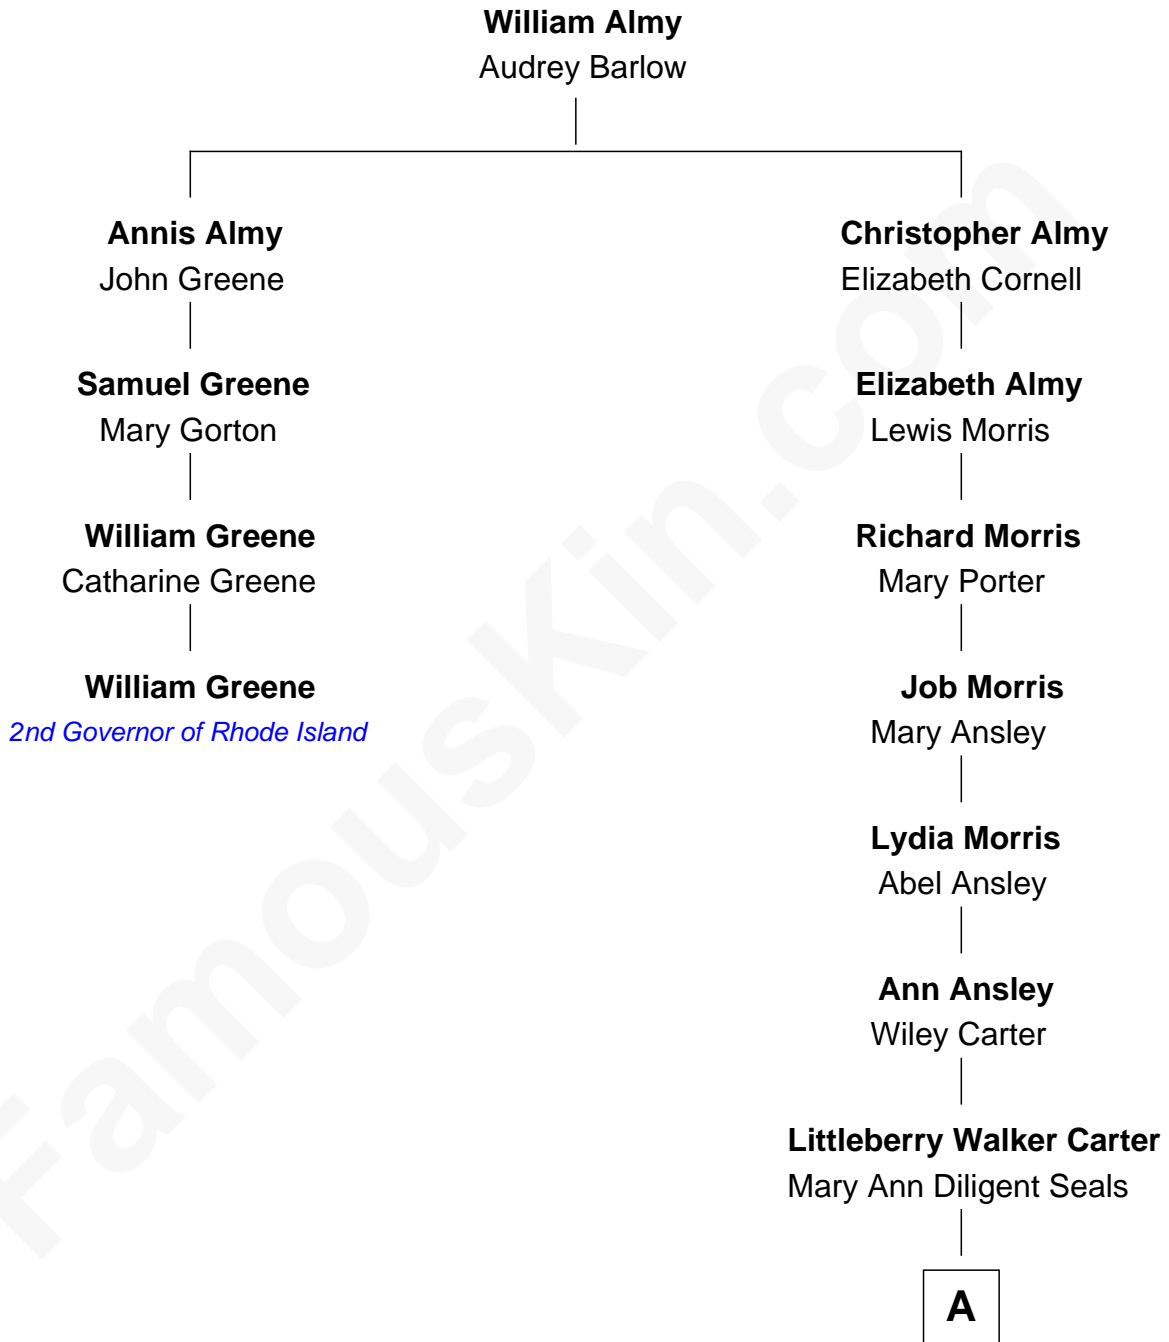 William Almy
Audrey Barlow
Annis Almy
John Greene
Christopher Almy
Elizabeth Cornell
Samuel Greene
Mary Gorton
Elizabeth Almy
Lewis Morris
William Greene
Catharine Greene
Richard Morris
Mary Porter
William Greene
2nd Governor of Rhode Island
Job Morris
Mary Ansley
Lydia Morris
Abel Ansley
Ann Ansley
Wiley Carter
Littleberry Walker Carter
Mary Ann Diligent Seals
A
FamousKin.com